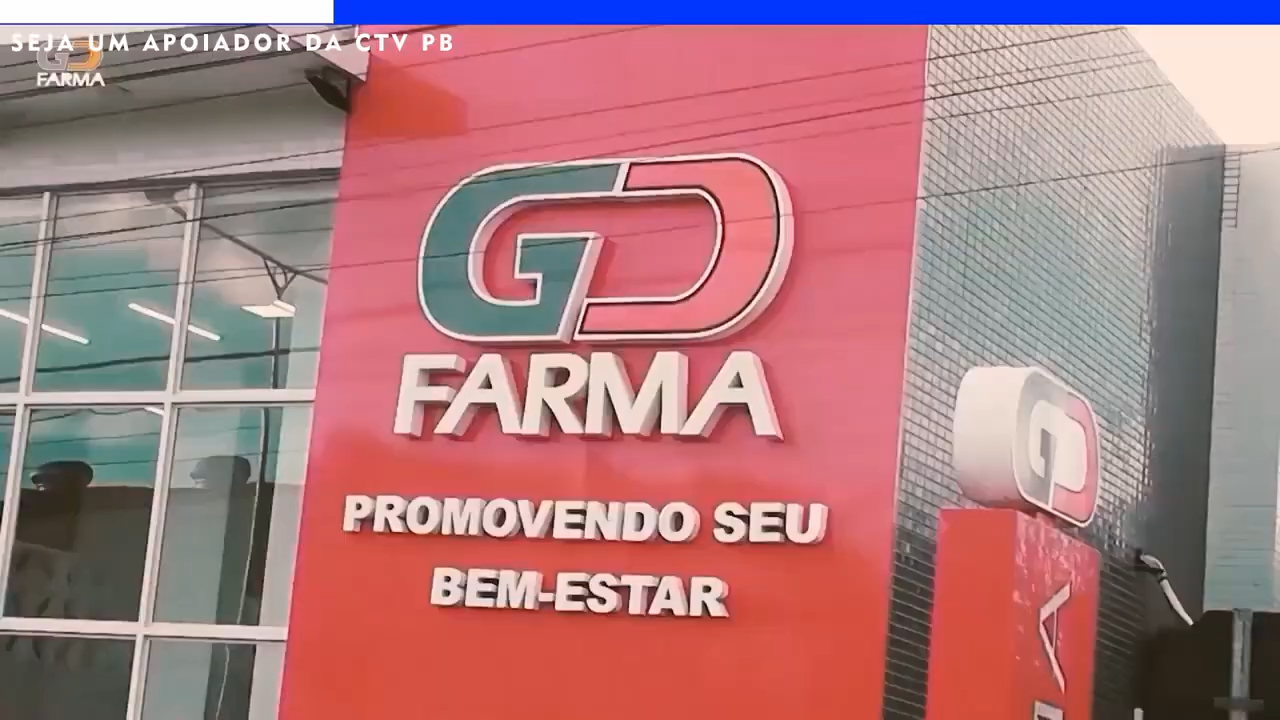 SEJA UM APOIADOR DA CTV PB
GD
FARMA
GD
FARMA
PROMOVENDO SEU
BEM-ESTAR
GD